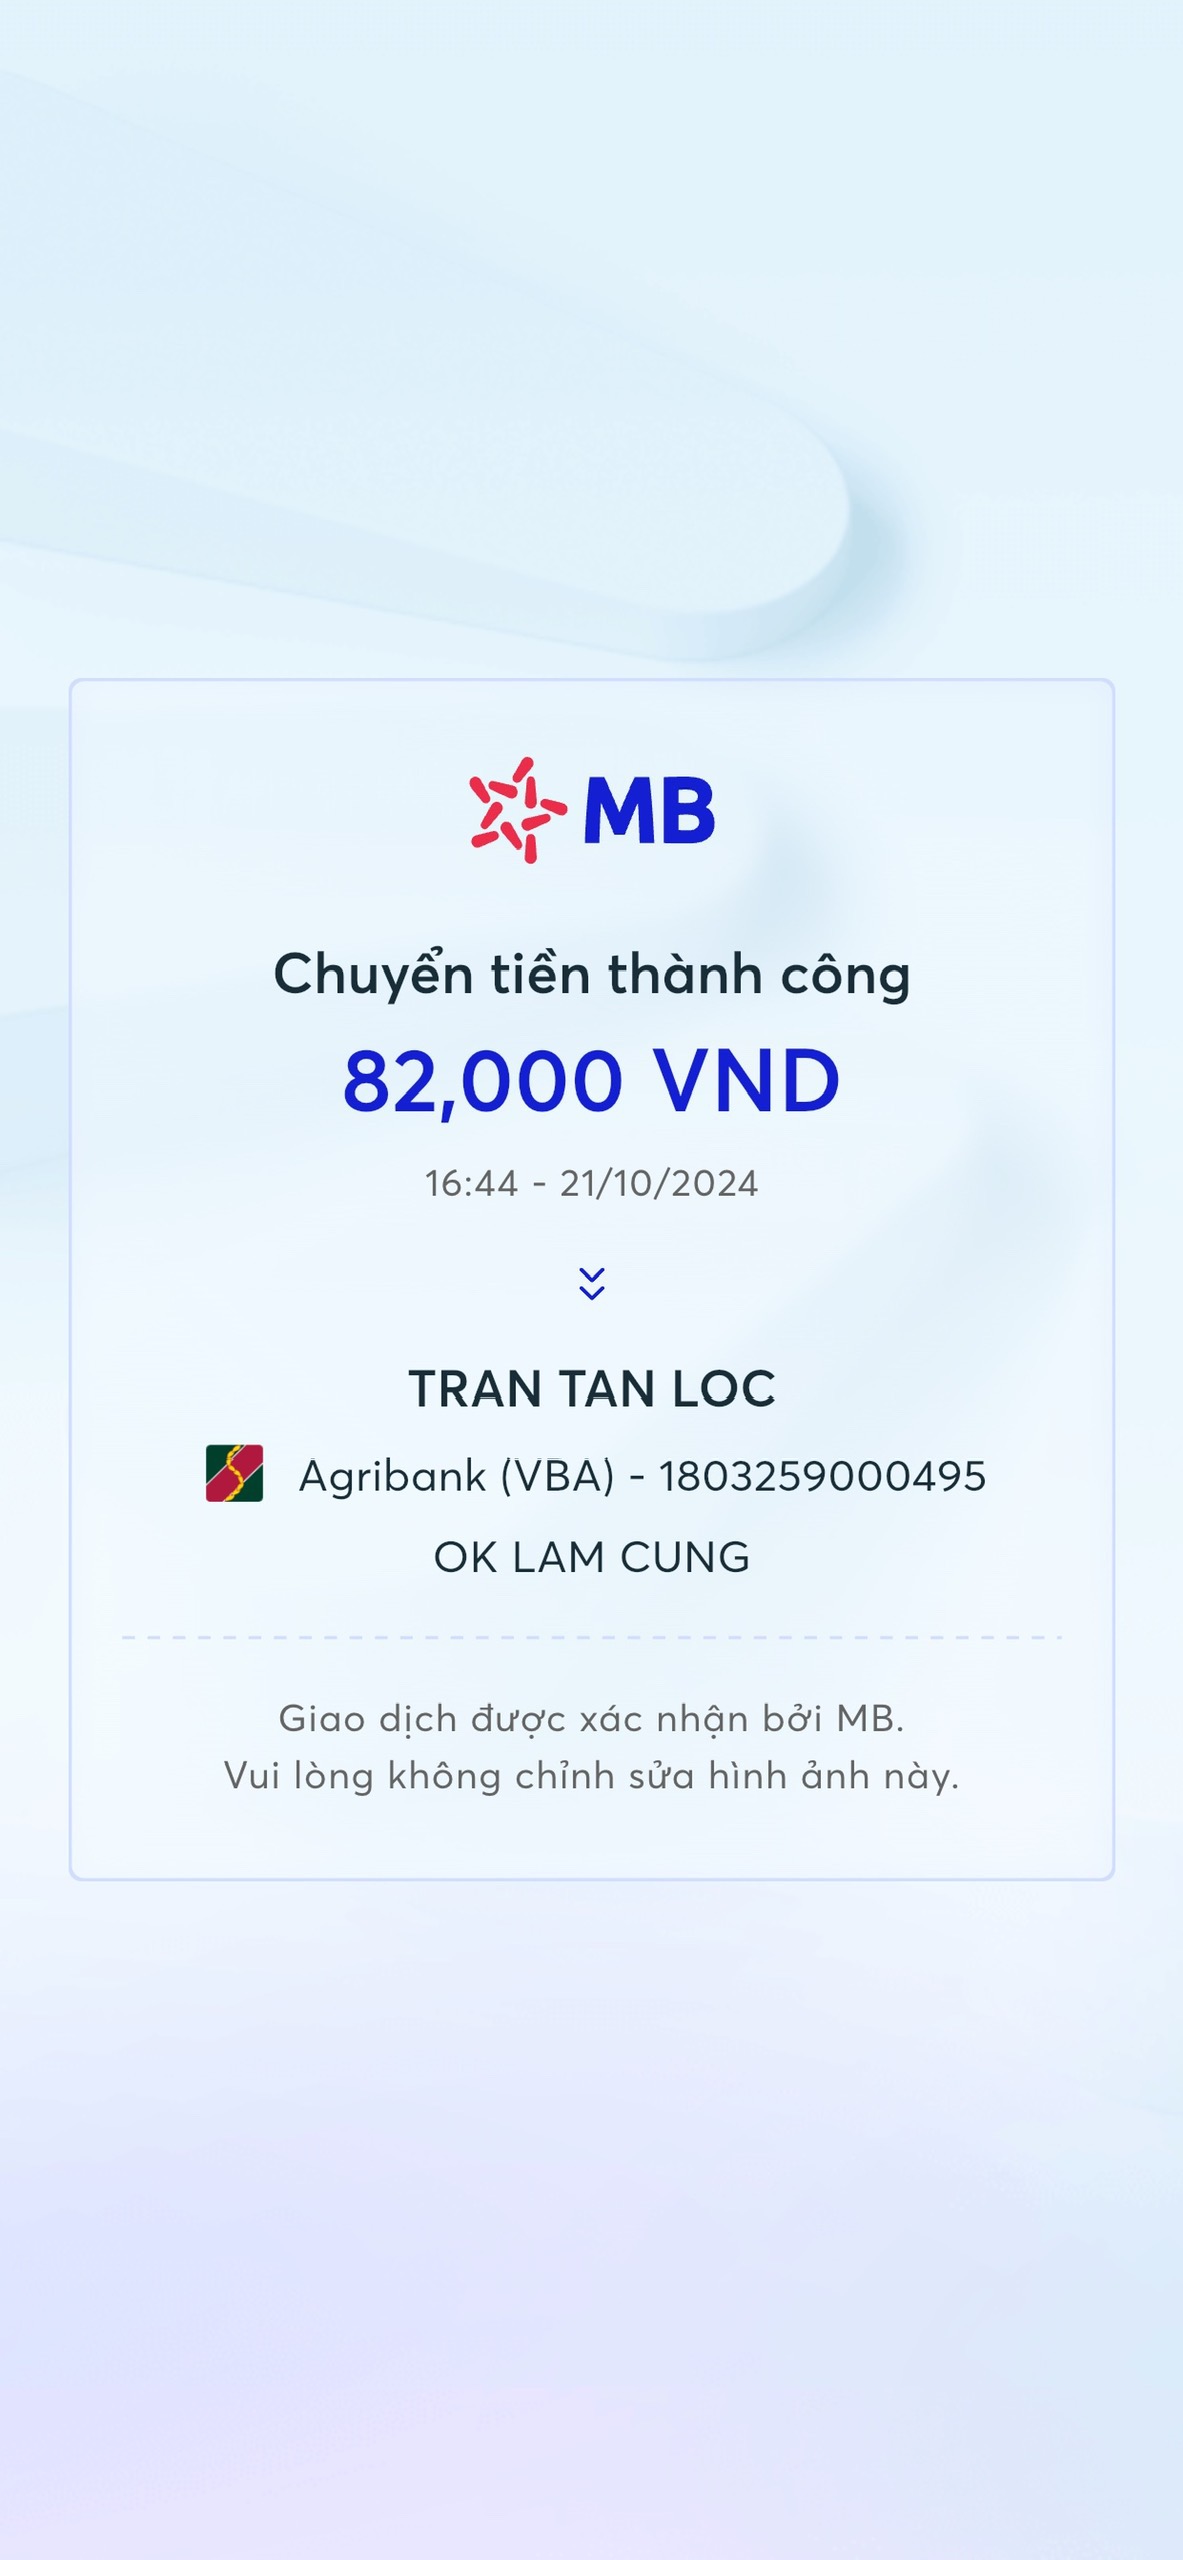 MB
Chuyển tiền thành công
82,000 VND
16:44 - 21/10/2024
TRAN TAN LOC
Agribank (VBA) - 1803259000495
OK LAM CUNG
Giao dịch được xác nhận bởi MB.
Vui lòng không chỉnh sửa hình ảnh này.